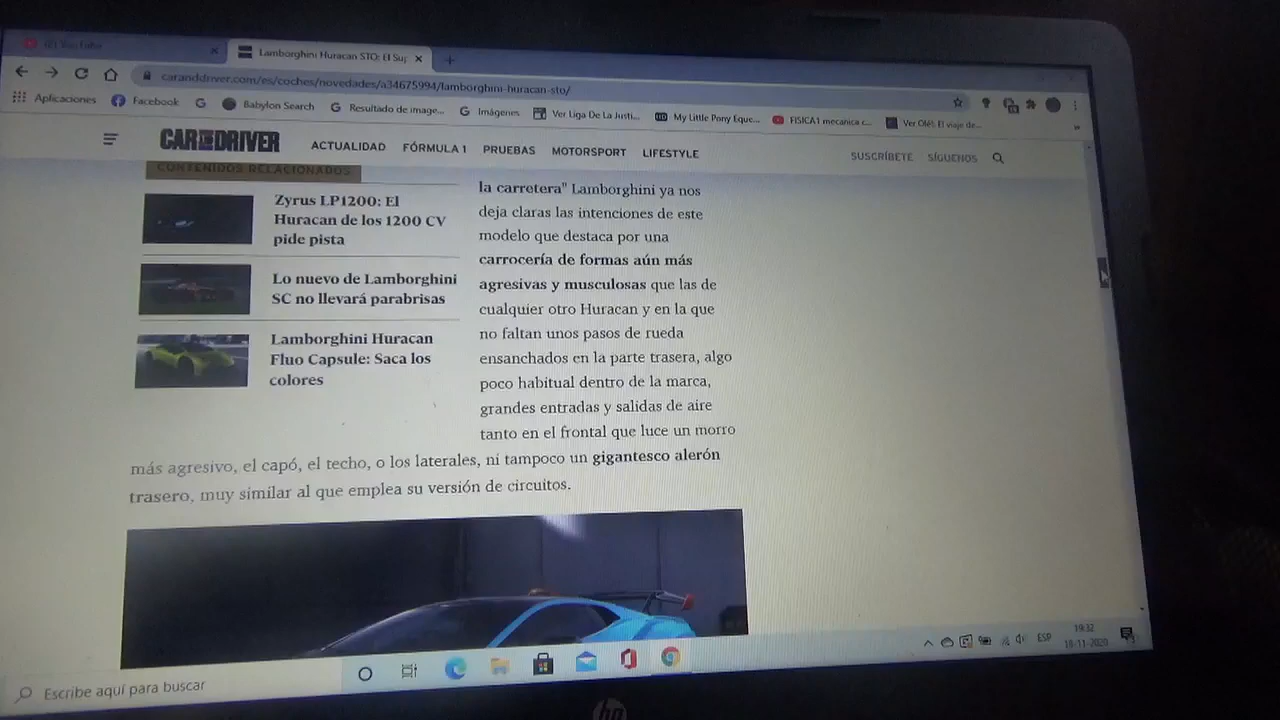 YouTube
Lamborghini Huracan STO: El Sup
caranddriver.com/es/coches/novedades/a34675994/lamborghini-huracan-sto/
Aplicaciones Facebook Babylon Search Resultado de image... Imágenes Ver Liga De La Justi... My Little Pony Eque... FISICA1 mecanica c... Ver Olé: El viaje de...
CAR AND DRIVER ACTUALIDAD FÓRMULA 1 PRUEBAS MOTORSPORT LIFESTYLE SUSCRÍBETE SÍGUENOS
CONTENIDOS RELACIONADOS
Zyrus LP1200: El
Huracan de los 1200 CV
pide pista
Lo nuevo de Lamborghini
SC no llevará parabrisas
Lamborghini Huracan
Fluo Capsule: Saca los
colores
la carretera" Lamborghini ya nos
deja claras las intenciones de este
modelo que destaca por una
carrocería de formas aún más
agresivas y musculosas que las de
cualquier otro Huracan y en la que
no faltan unos pasos de rueda
ensanchados en la parte trasera, algo
poco habitual dentro de la marca,
grandes entradas y salidas de aire
tanto en el frontal que luce un morro
más agresivo, el capó, el techo, o los laterales, ni tampoco un gigantesco alerón
trasero, muy similar al que emplea su versión de circuitos.
Escribe aquí para buscar
ESP
19:32
18-11-2020
hp